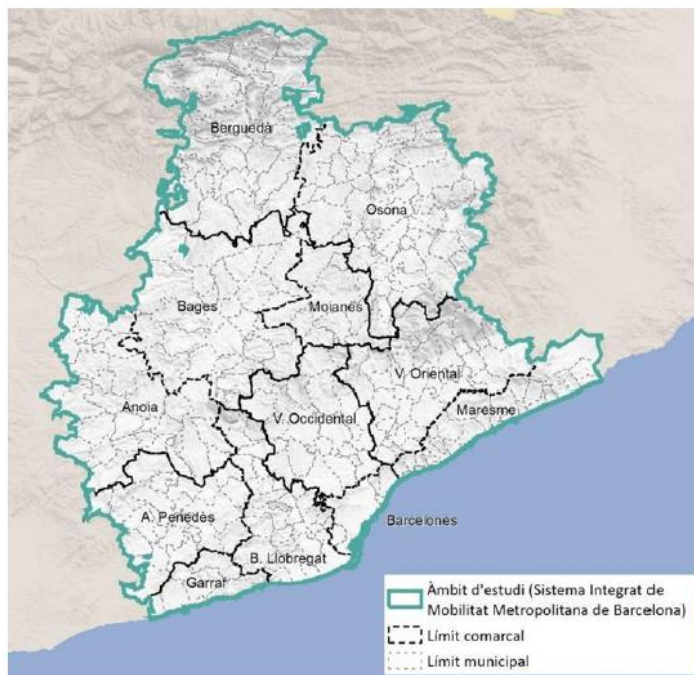 Berguedà
Osona
Bages
Moianès
V. Oriental
Anoia
V. Occidental
Maresme
A. Penedès
Barcelonès
B. Llobregat
Garraf
Àmbit d'estudi (Sistema Integrat de
Mobilitat Metropolitana de Barcelona)
Límit comarcal
Límit municipal